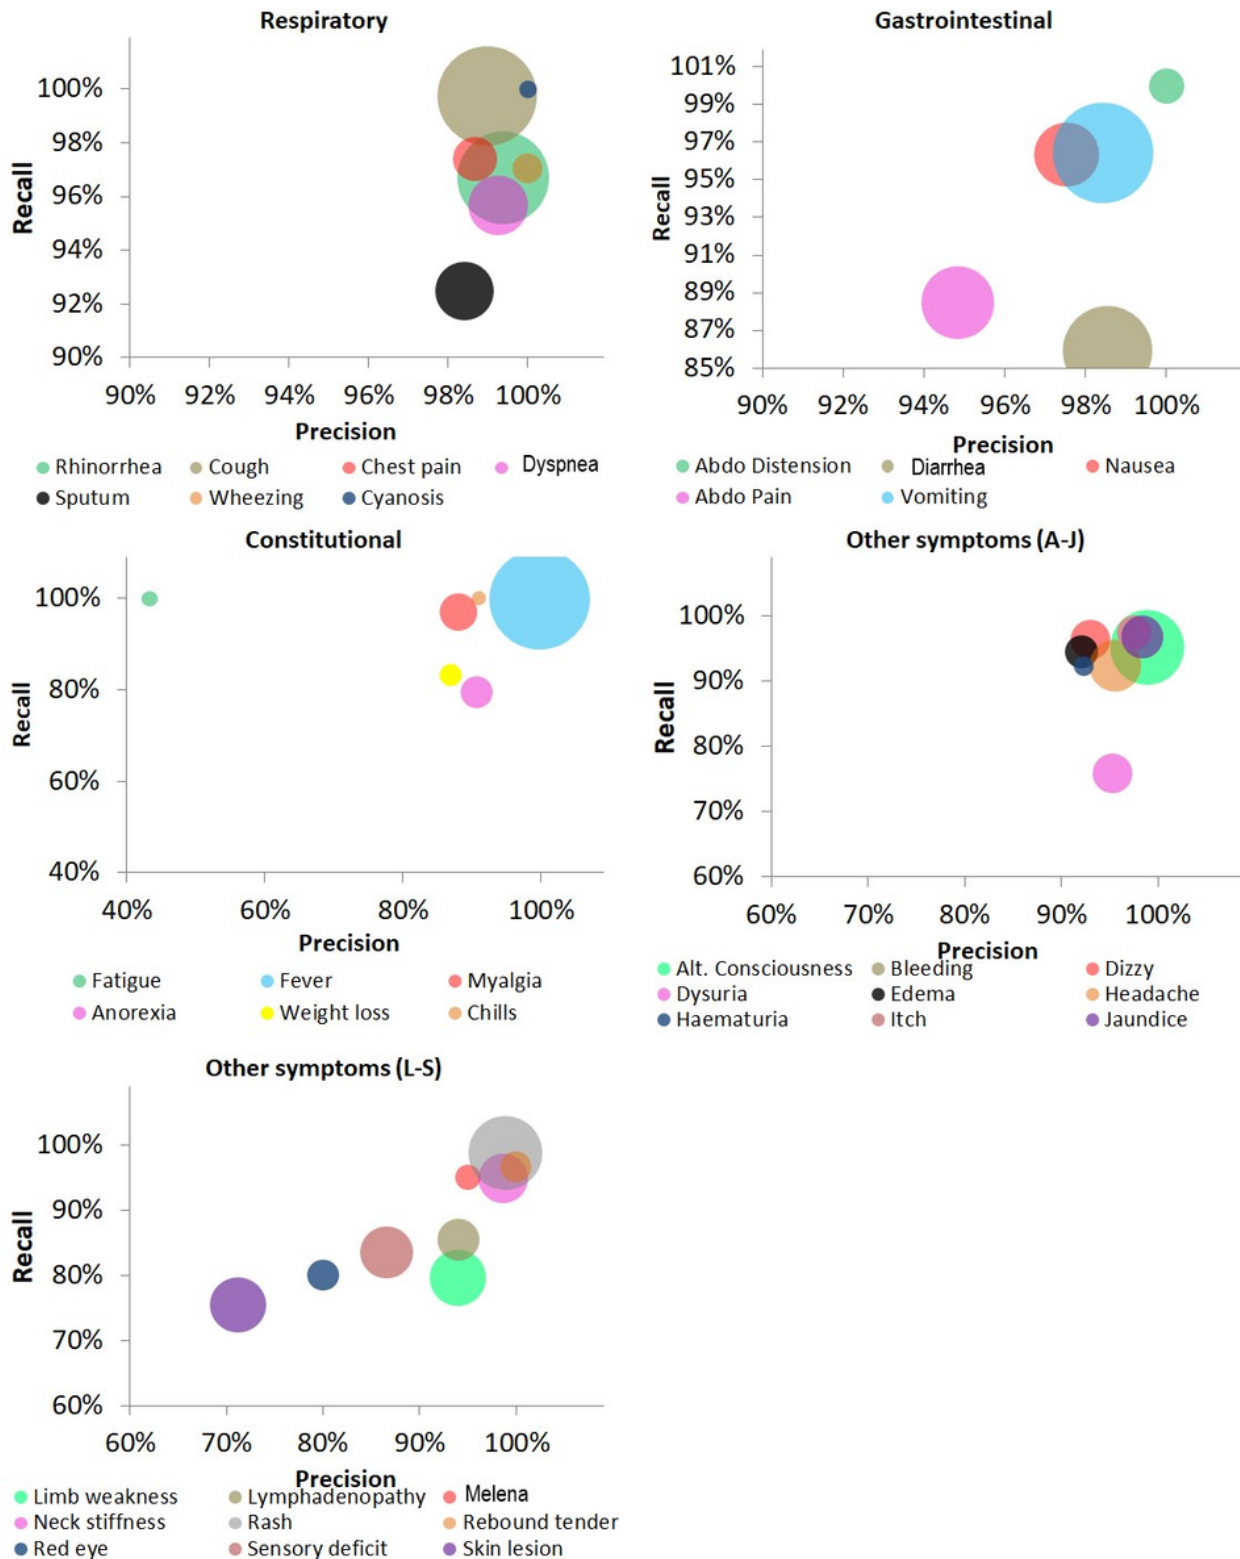 Respiratory
Recall
100%
98%
96%
94%
92%
90%
90% 92% 94% 96% 98% 100%
Precision
Rhinorrhea Cough Chest pain Dyspnea
Sputum Wheezing Cyanosis
Gastrointestinal
Recall
101%
99%
97%
95%
93%
91%
89%
87%
85%
90% 92% 94% 96% 98% 100%
Precision
Abdo Distension Diarrhea Nausea
Abdo Pain Vomiting
Constitutional
Recall
100%
80%
60%
40%
40% 60% 80% 100%
Precision
Fatigue Fever Myalgia
Anorexia Weight loss Chills
Other symptoms (A-J)
Recall
100%
90%
80%
70%
60%
60% 70% 80% 90% 100%
Precision
Alt. Consciousness Bleeding Dizzy
Dysuria Edema Headache
Haematuria Itch Jaundice
Other symptoms (L-S)
Recall
100%
90%
80%
70%
60%
60% 70% 80% 90% 100%
Precision
Limb weakness Lymphadenopathy Melena
Neck stiffness Rash Rebound tender
Red eye Sensory deficit Skin lesion